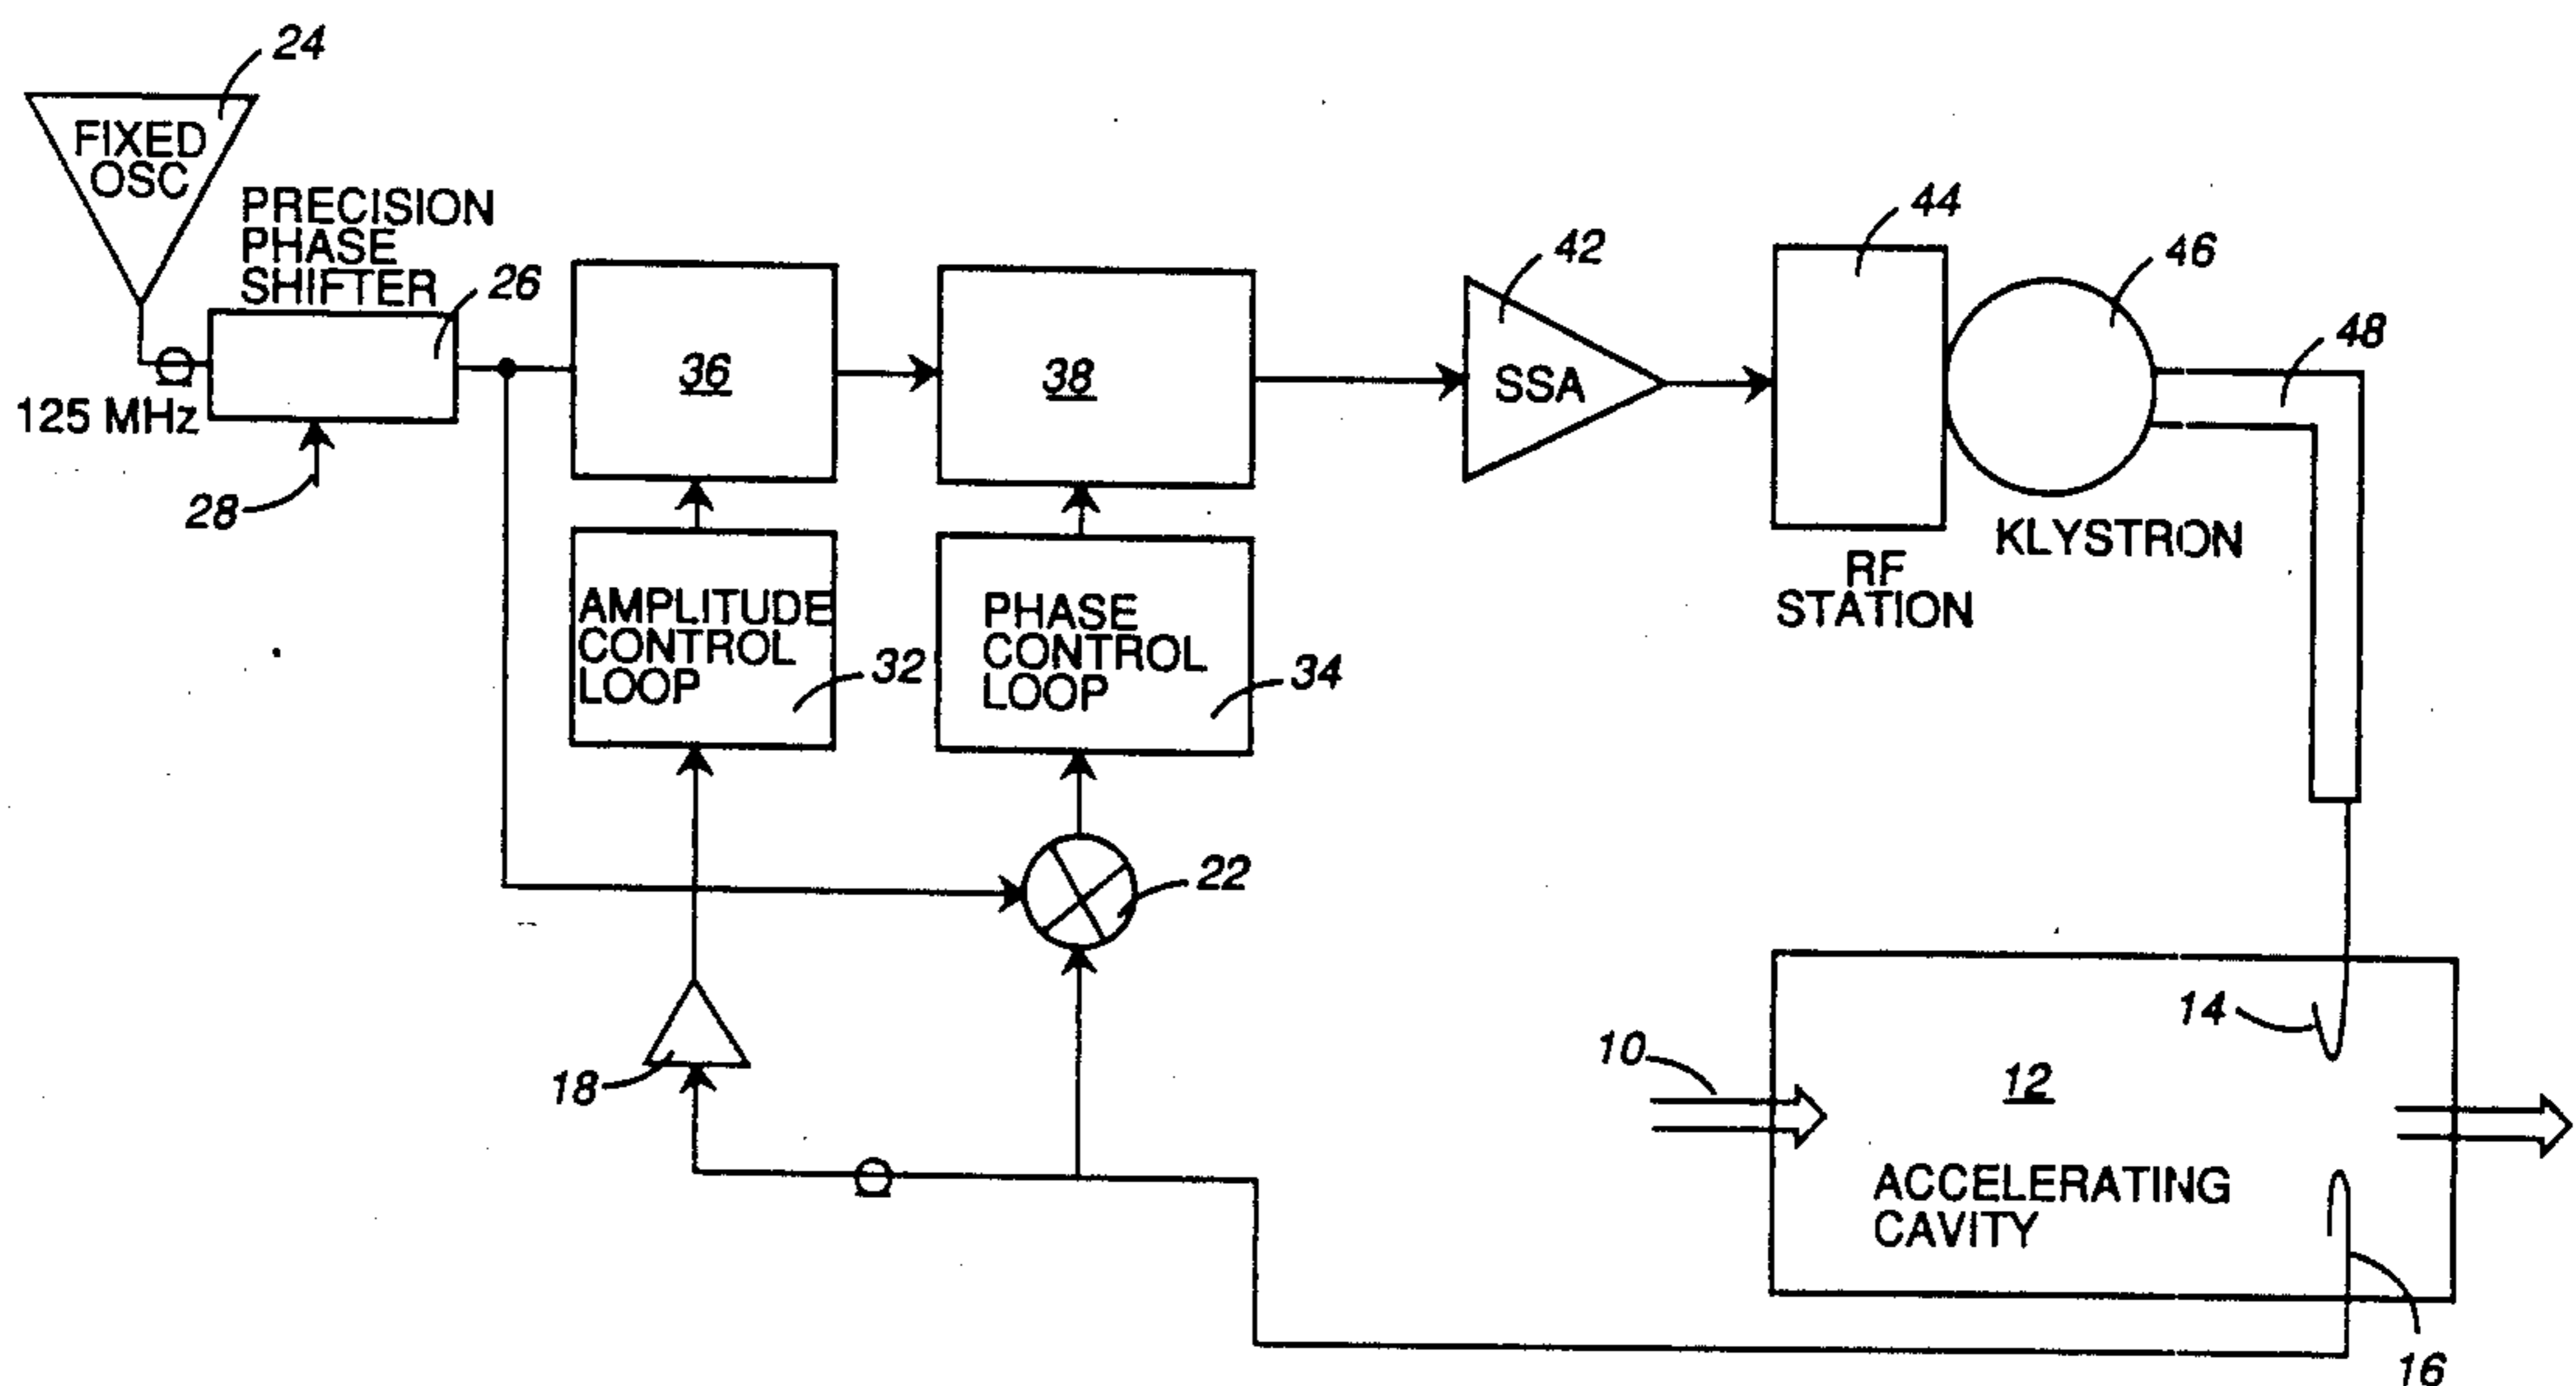 24
FIXED
OSC
PRECISION
PHASE
SHIFTER
26
125 MHz
28
36
38
42
SSA
44
46
48
RF
STATION
KLYSTRON
AMPLITUDE
CONTROL
LOOP
32
PHASE
CONTROL
LOOP
34
22
18
10
12
14
ACCELERATING
CAVITY
16